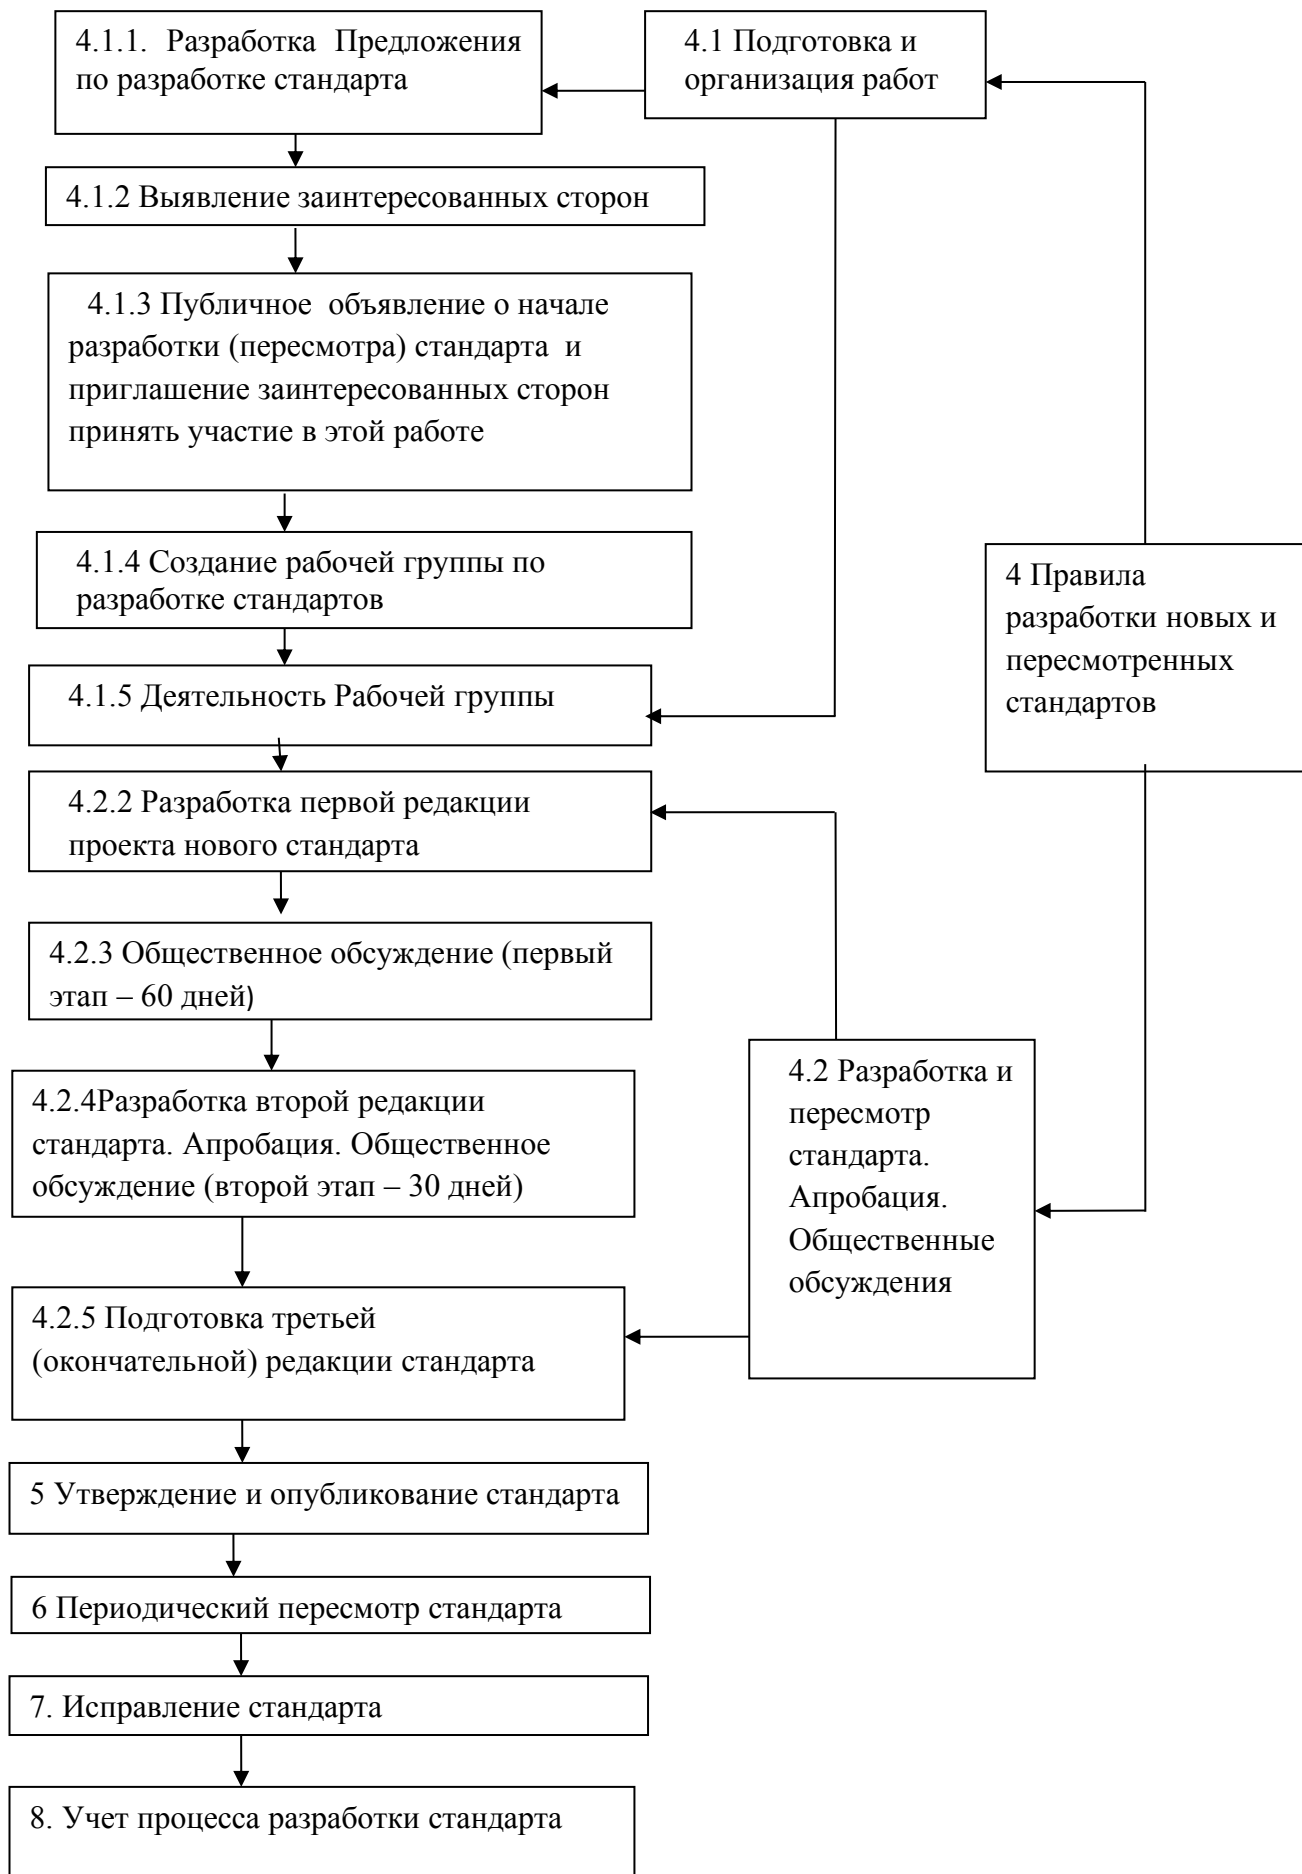 4.1.1. Разработка Предложения
по разработке стандарта
4.1 Подготовка и
организация работ
4.1.2 Выявление заинтересованных сторон
4.1.3 Публичное объявление о начале
разработки (пересмотра) стандарта и
приглашение заинтересованных сторон
принять участие в этой работе
4.1.4 Создание рабочей группы по
разработке стандартов
4 Правила
разработки новых и
пересмотренных
стандартов
4.1.5 Деятельность Рабочей группы
4.2.2 Разработка первой редакции
проекта нового стандарта
4.2.3 Общественное обсуждение (первый
этап – 60 дней)
4.2 Разработка и
пересмотр
стандарта.
Апробация.
Общественные
обсуждения
4.2.4Разработка второй редакции
стандарта. Апробация. Общественное
обсуждение (второй этап – 30 дней)
4.2.5 Подготовка третьей
(окончательной) редакции стандарта
5 Утверждение и опубликование стандарта
6 Периодический пересмотр стандарта
7. Исправление стандарта
8. Учет процесса разработки стандарта